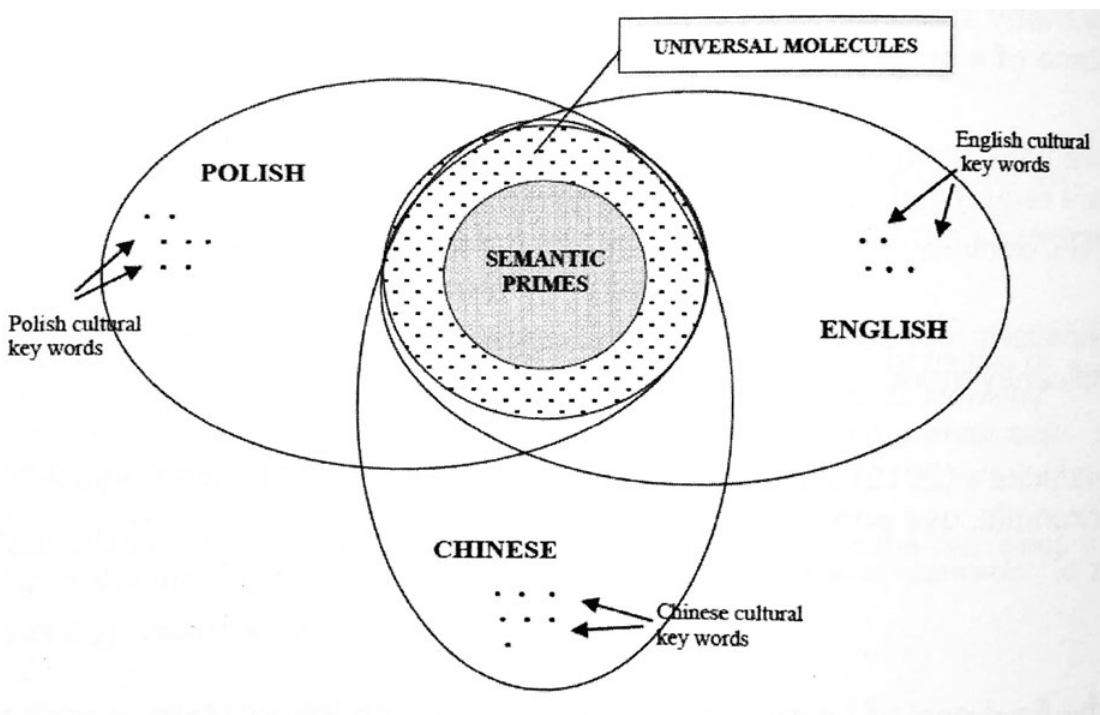 UNIVERSAL MOLECULES
English cultural
key words
POLISH
SEMANTIC
PRIMES
Polish cultural
key words
ENGLISH
CHINESE
Chinese cultural
key words